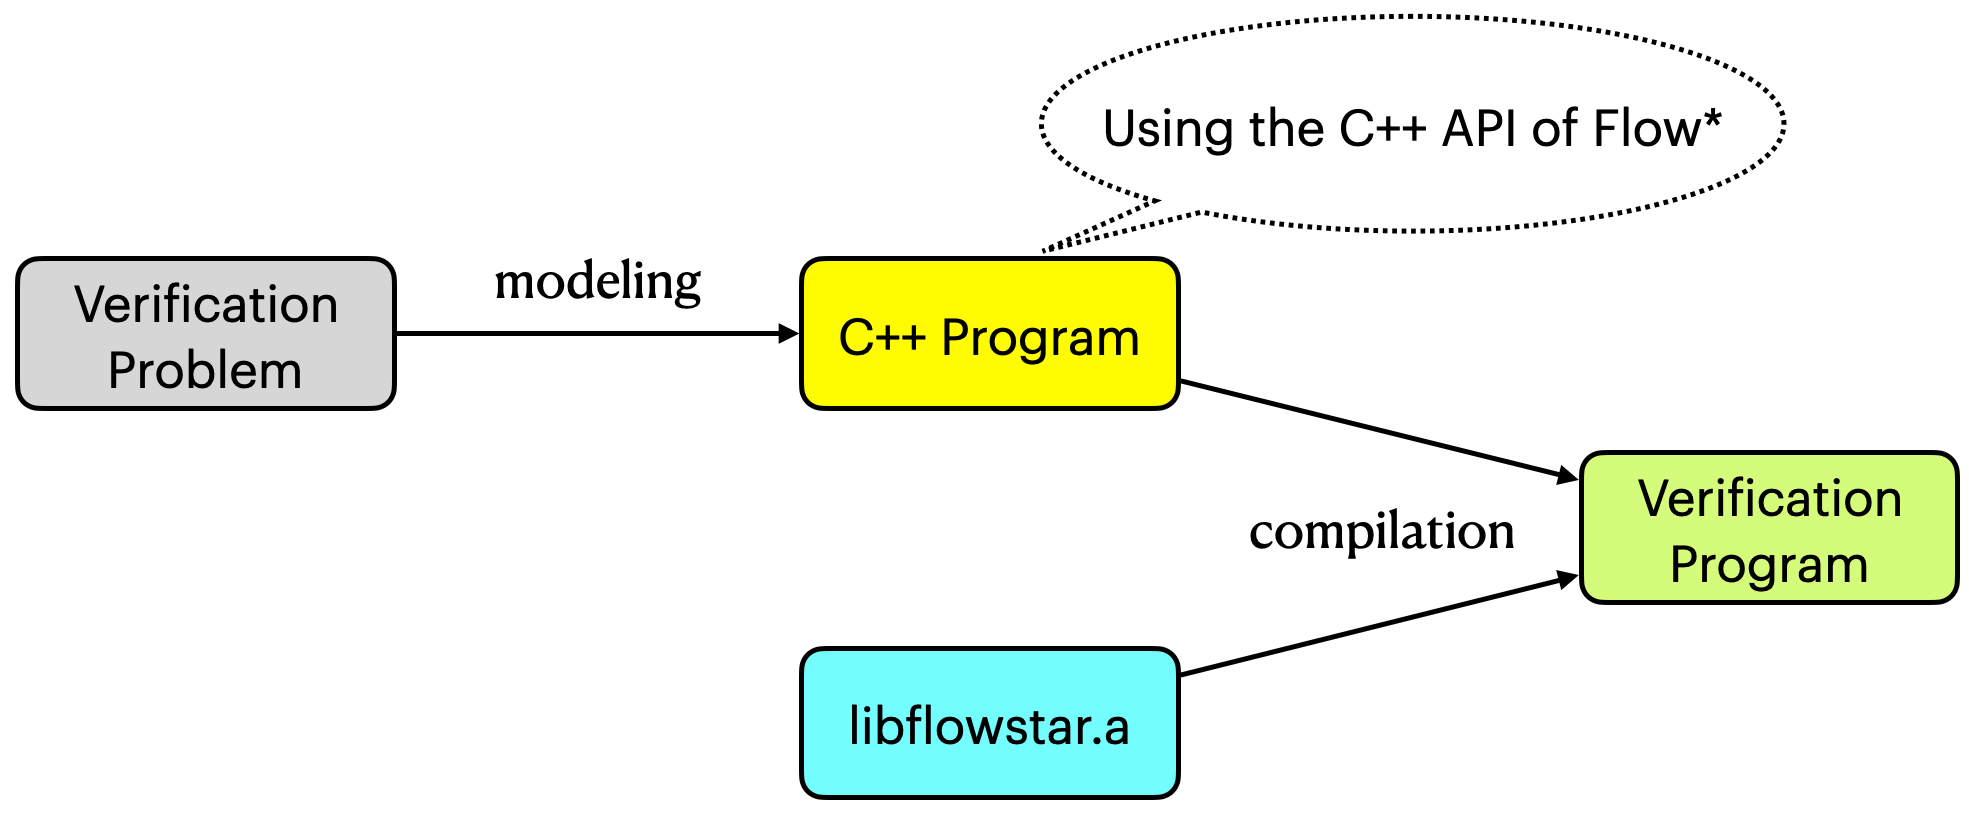 Using the C++ API of Flow*
Verification
Problem
modeling
C++ Program
compilation
Verification
Program
libflowstar.a